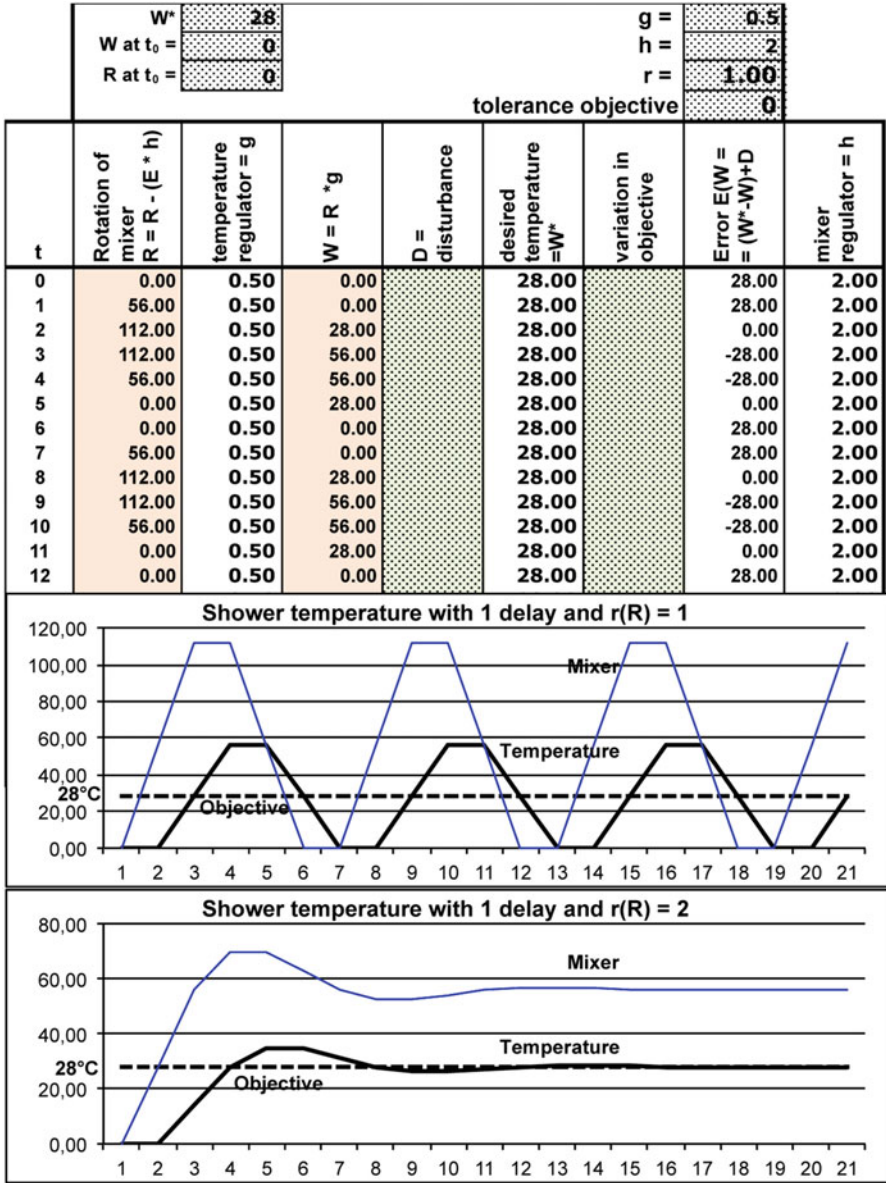 W* 28 g = 0.5
W at t₀ = 0 h = 2
R at t₀ = 0 r = 1.00
tolerance objective 0
t
Rotation of mixer R = R - (E * h)
temperature regulator = g
W = R *g
D = disturbance
desired temperature =W*
variation in objective
Error E(W = = (W*-W)+D
mixer regulator = h
0 0.00 0.50 0.00 28.00 28.00 2.00
1 56.00 0.50 0.00 28.00 28.00 2.00
2 112.00 0.50 28.00 28.00 0.00 2.00
3 112.00 0.50 56.00 28.00 -28.00 2.00
4 56.00 0.50 56.00 28.00 -28.00 2.00
5 0.00 0.50 28.00 28.00 0.00 2.00
6 0.00 0.50 0.00 28.00 28.00 2.00
7 56.00 0.50 0.00 28.00 28.00 2.00
8 112.00 0.50 28.00 28.00 0.00 2.00
9 112.00 0.50 56.00 28.00 -28.00 2.00
10 56.00 0.50 56.00 28.00 -28.00 2.00
11 0.00 0.50 28.00 28.00 0.00 2.00
12 0.00 0.50 0.00 28.00 28.00 2.00
Shower temperature with 1 delay and r(R) = 1
120,00
100,00
Mixer
80,00
60,00
Temperature
40,00
28°C
Objective
20,00
0,00
1 2 3 4 5 6 7 8 9 10 11 12 13 14 15 16 17 18 19 20 21
Shower temperature with 1 delay and r(R) = 2
80,00
Mixer
60,00
40,00
Temperature
28°C
Objective
20,00
0,00
1 2 3 4 5 6 7 8 9 10 11 12 13 14 15 16 17 18 19 20 21